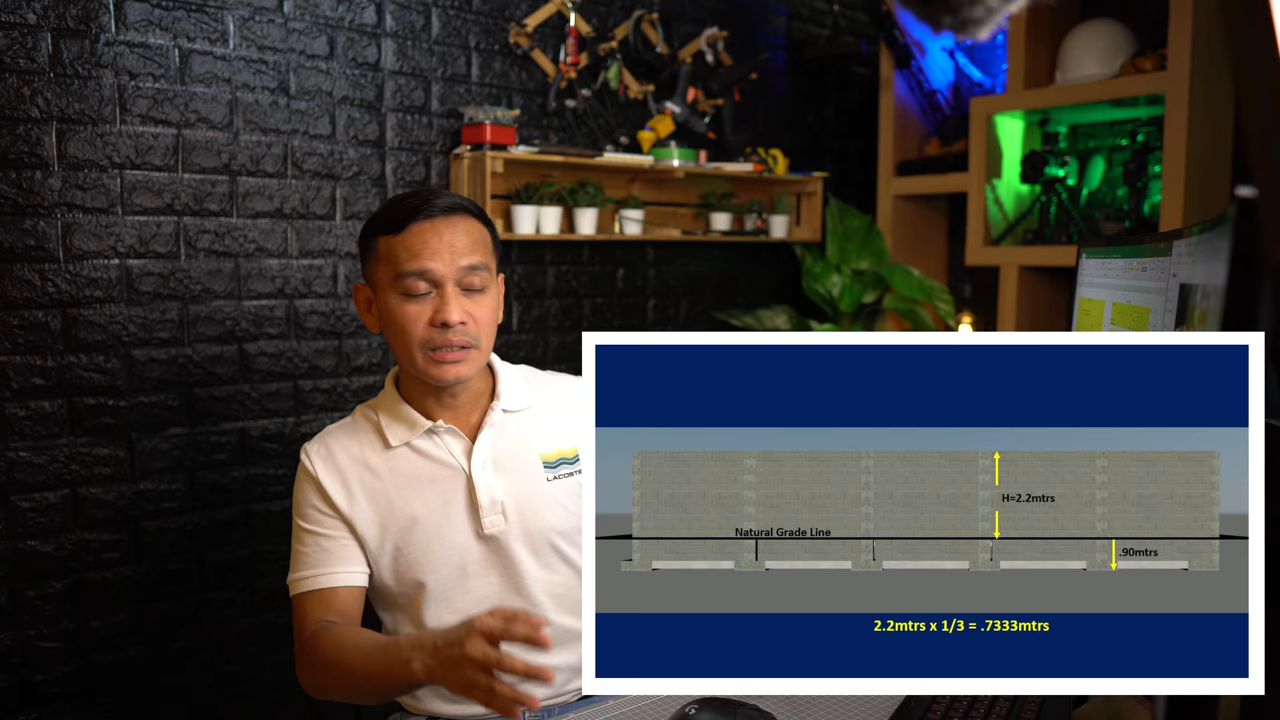 LACOSTE
H=2.2mtrs
Natural Grade Line
.90mtrs
2.2mtrs x 1/3 = .7333mtrs